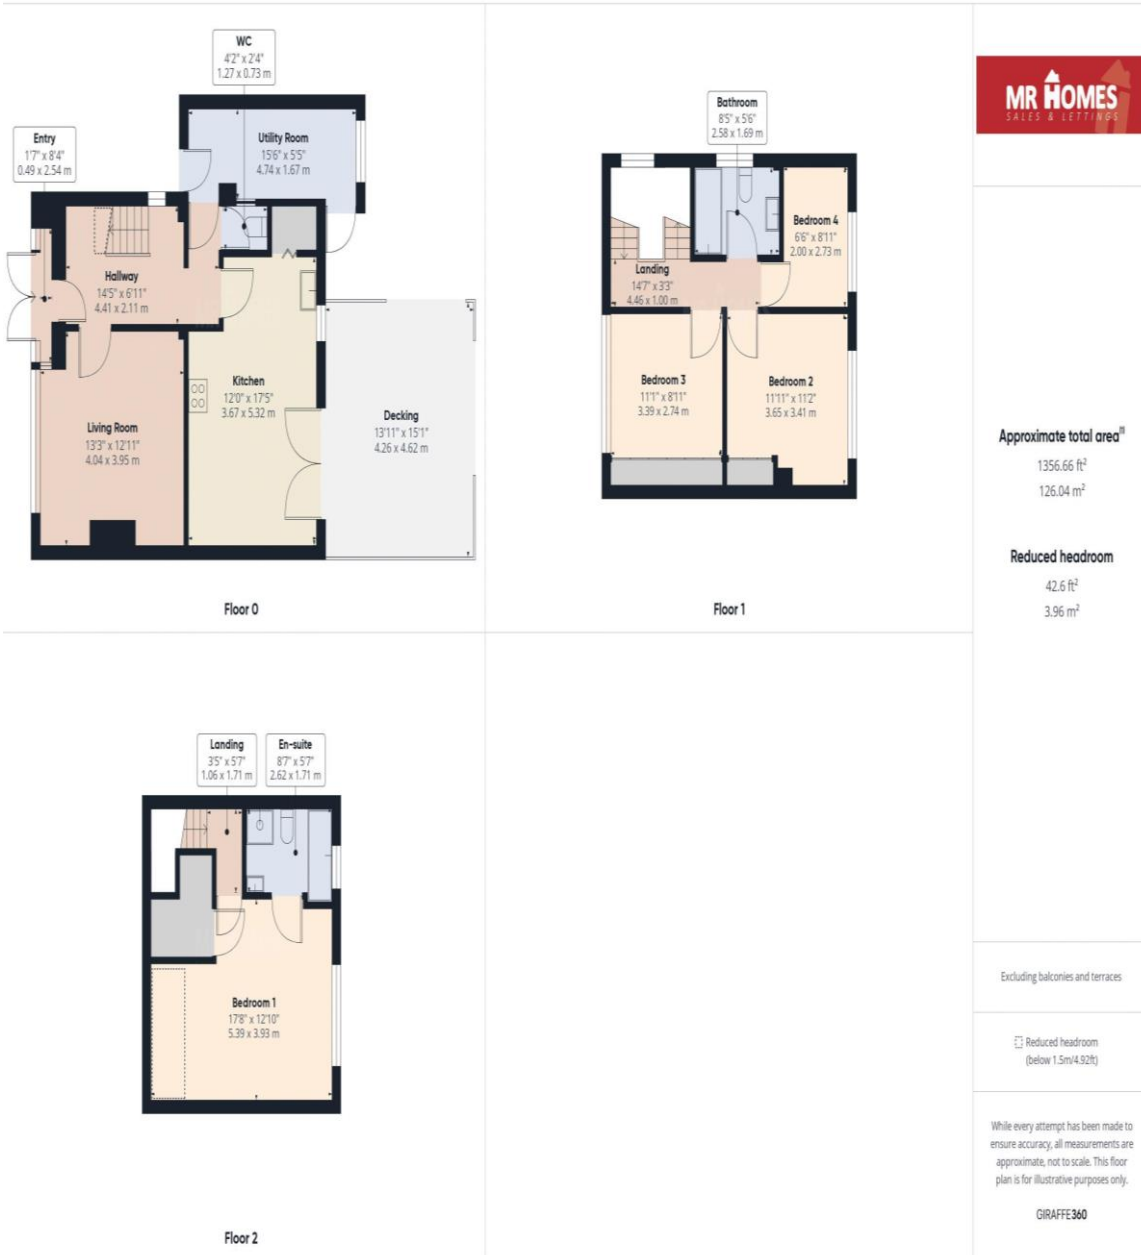 WC
4'2" x 2'4"
1.27 x 0.73 m
Entry
1'7" x 8'4"
0.49 x 2.54 m
Utility Room
15'6" x 5'5"
4.74 x 1.67 m
Hallway
14'5" x 6'11"
4.41 x 2.11 m
Kitchen
12'0" x 17'5"
3.67 x 5.32 m
Living Room
13'3" x 12'11"
4.04 x 3.95 m
Decking
13'11" x 15'1"
4.26 x 4.62 m
Floor 0
Bathroom
8'5" x 5'6"
2.58 x 1.69 m
Bedroom 4
6'6" x 8'11"
2.00 x 2.73 m
Landing
14'7" x 3'3"
4.46 x 1.00 m
Bedroom 3
11'1" x 8'11"
3.39 x 2.74 m
Bedroom 2
11'11" x 11'2"
3.65 x 3.41 m
Floor 1
Landing
3'5" x 5'7"
1.06 x 1.71 m
En-suite
8'7" x 5'7"
2.62 x 1.71 m
Bedroom 1
17'8" x 12'10"
5.39 x 3.93 m
Floor 2
MR HOMES
SALES & LETTINGS
Approximate total area⁽¹⁾
1356.66 ft²
126.04 m²
Reduced headroom
42.6 ft²
3.96 m²
Excluding balconies and terraces
Reduced headroom
(below 1.5m/4.92ft)
While every attempt has been made to
ensure accuracy, all measurements are
approximate, not to scale. This floor
plan is for illustrative purposes only.
GIRAFFE360